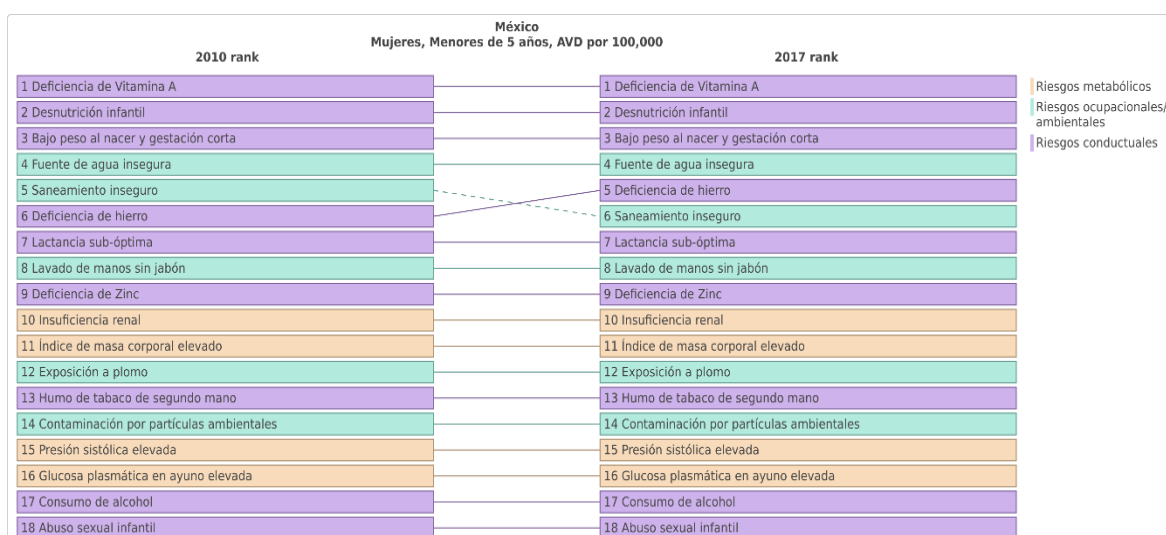 México
Mujeres, Menores de 5 años, AVD por 100,000
2010 rank
2017 rank
1 Deficiencia de Vitamina A
2 Desnutrición infantil
3 Bajo peso al nacer y gestación corta
4 Fuente de agua insegura
5 Saneamiento inseguro
6 Deficiencia de hierro
7 Lactancia sub-óptima
8 Lavado de manos sin jabón
9 Deficiencia de Zinc
10 Insuficiencia renal
11 Índice de masa corporal elevado
12 Exposición a plomo
13 Humo de tabaco de segundo mano
14 Contaminación por partículas ambientales
15 Presión sistólica elevada
16 Glucosa plasmática en ayuno elevada
17 Consumo de alcohol
18 Abuso sexual infantil
1 Deficiencia de Vitamina A
2 Desnutrición infantil
3 Bajo peso al nacer y gestación corta
4 Fuente de agua insegura
5 Deficiencia de hierro
6 Saneamiento inseguro
7 Lactancia sub-óptima
8 Lavado de manos sin jabón
9 Deficiencia de Zinc
10 Insuficiencia renal
11 Índice de masa corporal elevado
12 Exposición a plomo
13 Humo de tabaco de segundo mano
14 Contaminación por partículas ambientales
15 Presión sistólica elevada
16 Glucosa plasmática en ayuno elevada
17 Consumo de alcohol
18 Abuso sexual infantil
Riesgos metabólicos
Riesgos ocupacionales/
ambientales
Riesgos conductuales